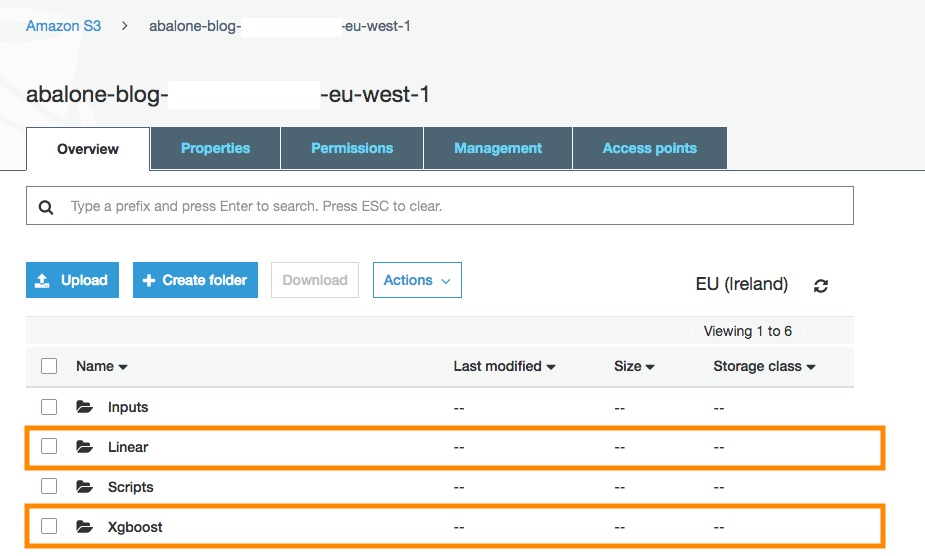 Amazon S3 > abalone-blog- -eu-west-1
abalone-blog- -eu-west-1
Overview Properties Permissions Management Access points
Type a prefix and press Enter to search. Press ESC to clear.
Upload + Create folder Download Actions EU (Ireland)
Viewing 1 to 6
Name Last modified Size Storage class
Inputs -- -- --
Linear -- -- --
Scripts -- -- --
Xgboost -- -- --